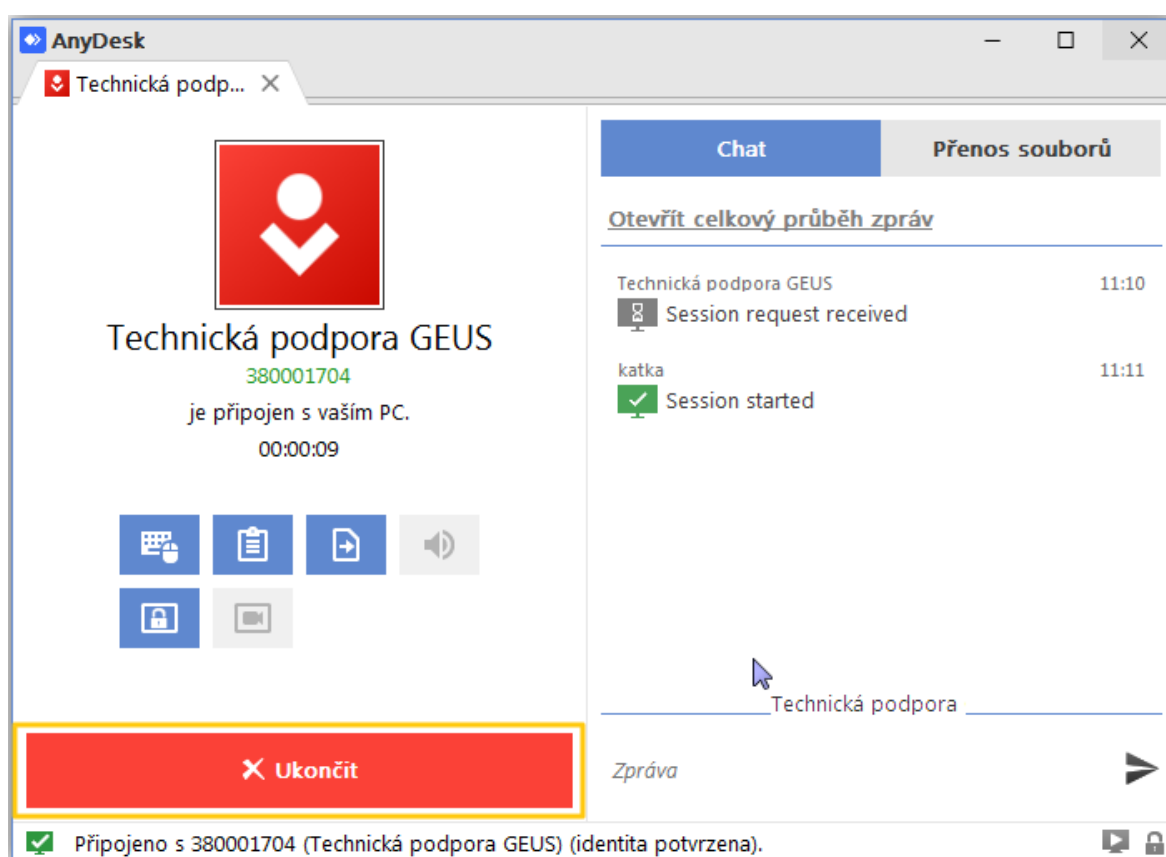 AnyDesk
Technická podp...
Technická podpora GEUS
380001704
je připojen s vaším PC.
00:00:09
Ukončit
Chat
Přenos souborů
Otevřít celkový průběh zpráv
Technická podpora GEUS 11:10
Session request received
katka 11:11
Session started
Technická podpora
Zpráva
Připojeno s 380001704 (Technická podpora GEUS) (identita potvrzena).